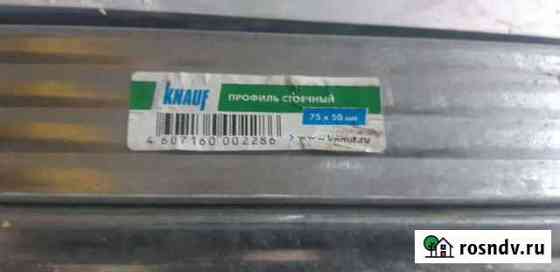 KNAUF
ПРОФИЛЬ СТОЕЧНЫЙ
75 x 50 мм
4 607160 002286
rosndv.ru